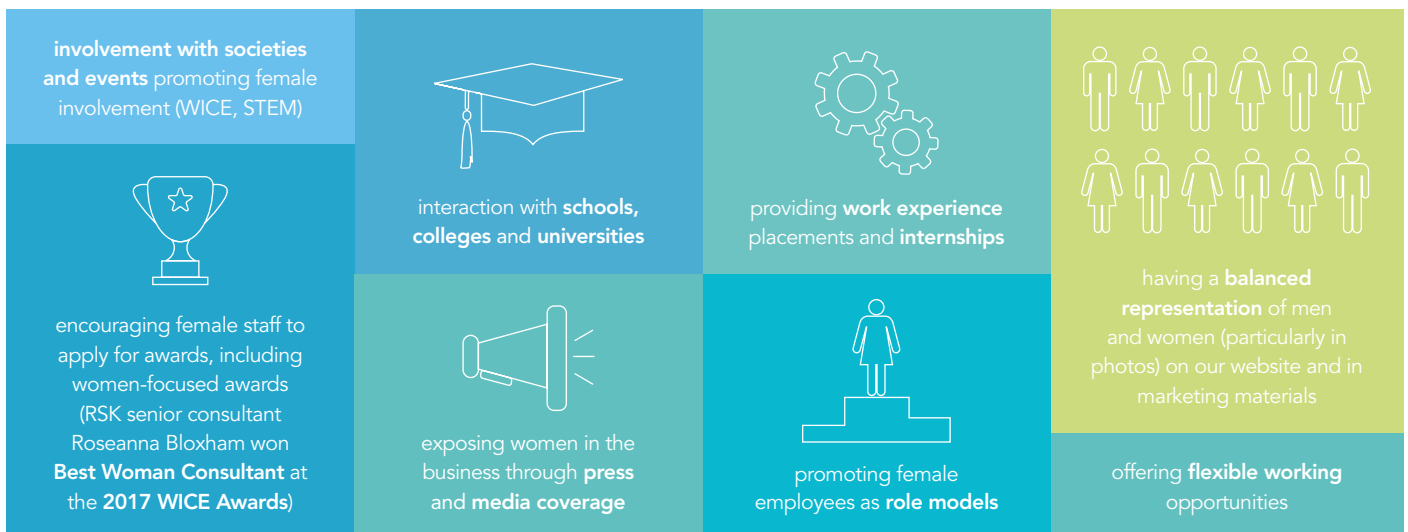 involvement with societies
and events promoting female
involvement (WICE, STEM)
encouraging female staff to
apply for awards, including
women-focused awards
(RSK senior consultant
Roseanna Bloxham won
Best Woman Consultant at
the 2017 WICE Awards)
interaction with schools,
colleges and universities
exposing women in the
business through press
and media coverage
providing work experience
placements and internships
promoting female
employees as role models
having a balanced
representation of men
and women (particularly in
photos) on our website and in
marketing materials
offering flexible working
opportunities